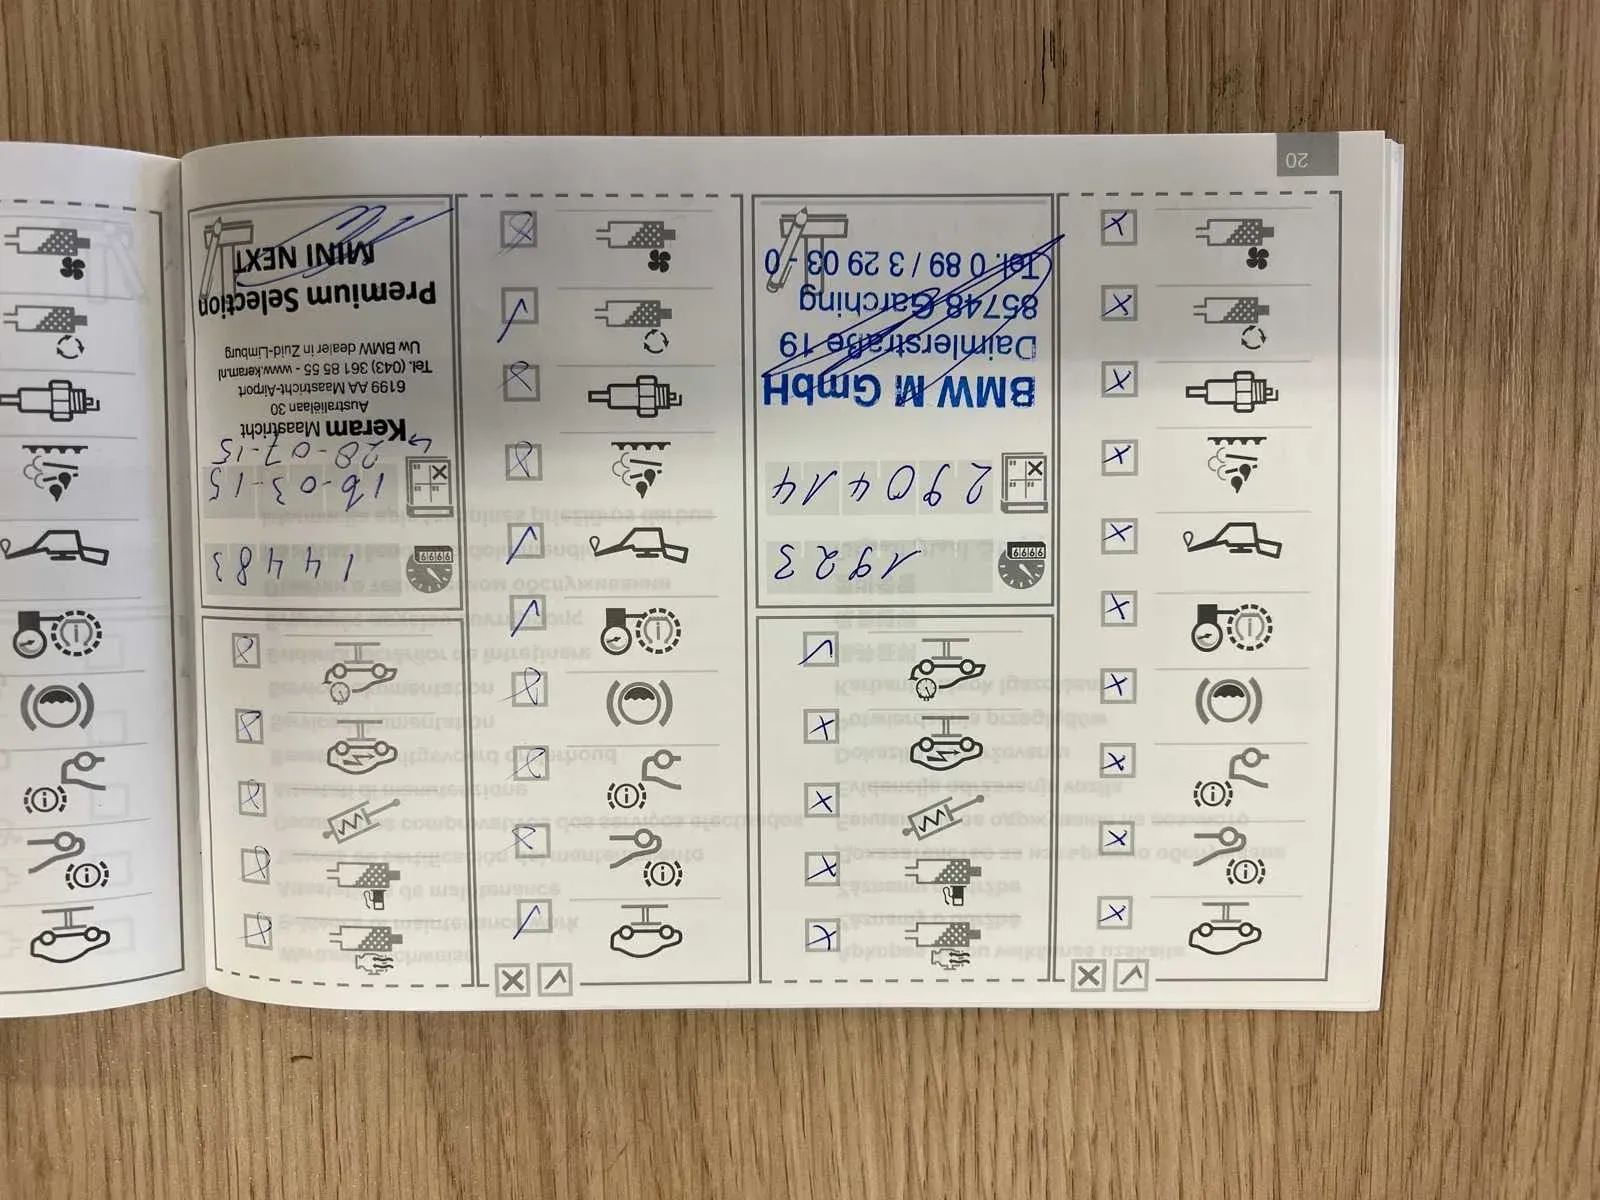 1923
290414
BMW M GmbH
Daimlerstraße 19
85748 Garching
Tel. 0 89 / 3 29 03 - 0
14483
16-03-15
28-07-15
Keram Maastricht
Australiëlaan 30
6199 AA Maastricht-Airport
Tel. (043) 361 85 55 - www.keram.nl
Uw BMW dealer in Zuid-Limburg
Premium Selection
MINI NEXT
20